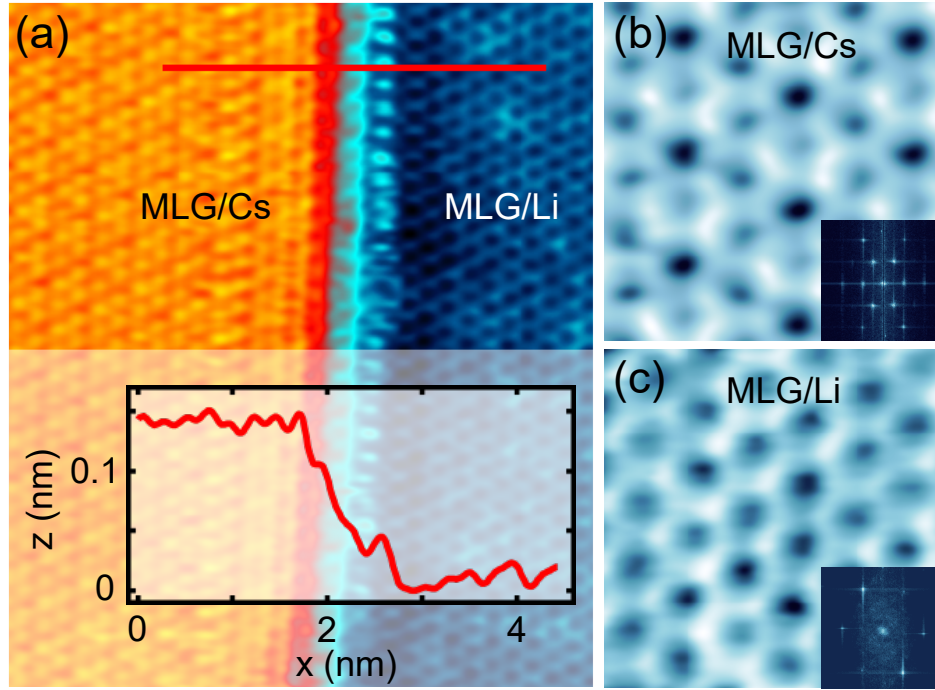 (a)
MLG/Cs
MLG/Li
0.1
0
z (nm)
0
2
4
x (nm)
(b)
MLG/Cs
(c)
MLG/Li